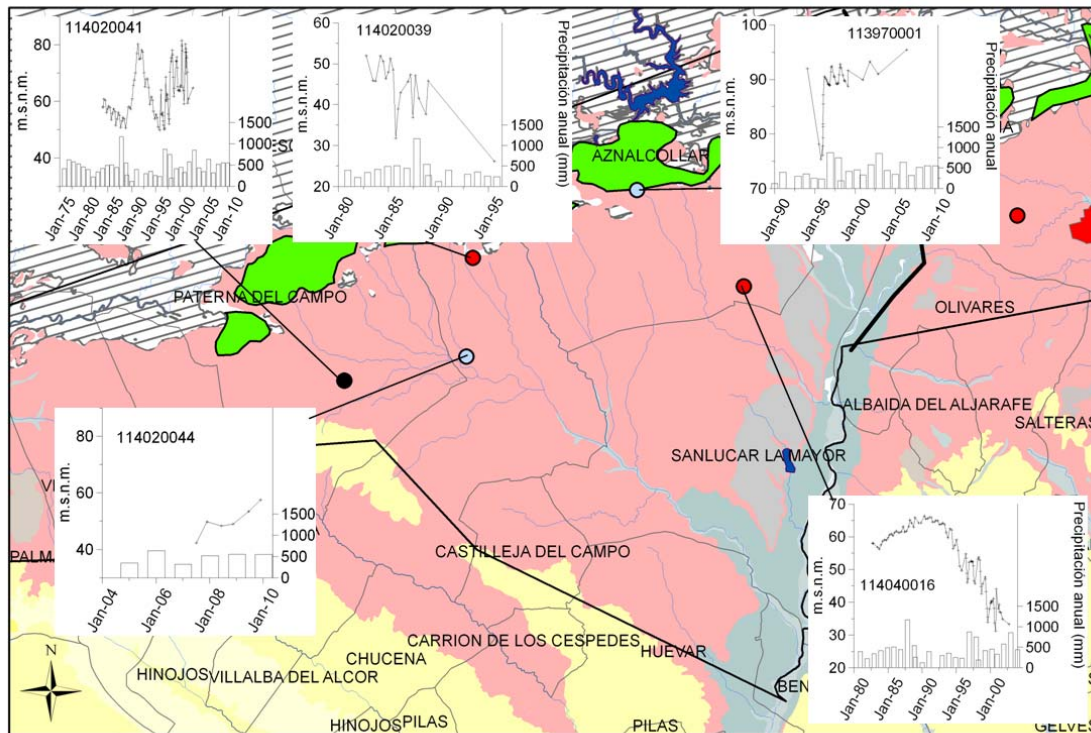 114020041
m.s.n.m.
80
60
40
1500
1000
500
0
Jan-75
Jan-80
Jan-85
Jan-90
Jan-95
Jan-00
Jan-05
Jan-10
114020039
m.s.n.m.
60
50
40
30
20
Precipitación anual (mm)
1500
1000
500
0
Jan-80
Jan-85
Jan-90
Jan-95
113970001
m.s.n.m.
100
90
80
70
Precipitación anual
1500
1000
500
0
Jan-90
Jan-95
Jan-00
Jan-05
Jan-10
AZNALCOLLAR
PATERNA DEL CAMPO
OLIVARES
ALBAIDA DEL ALJARAFE
SALTERAS
SANLUCAR LA MAYOR
114020044
m.s.n.m.
80
60
40
1500
1000
500
0
Jan-04
Jan-06
Jan-08
Jan-10
PALMA
CASTILLEJA DEL CAMPO
114040016
m.s.n.m.
70
60
50
40
30
20
Precipitación anual (mm)
1500
1000
500
0
Jan-80
Jan-85
Jan-90
Jan-95
Jan-00
CARRION DE LOS CESPEDES
HUEVAR
CHUCENA
HINOJOS
VILLALBA DEL ALCOR
BEN
N
HINOJOS
PILAS
PILAS
GELVES